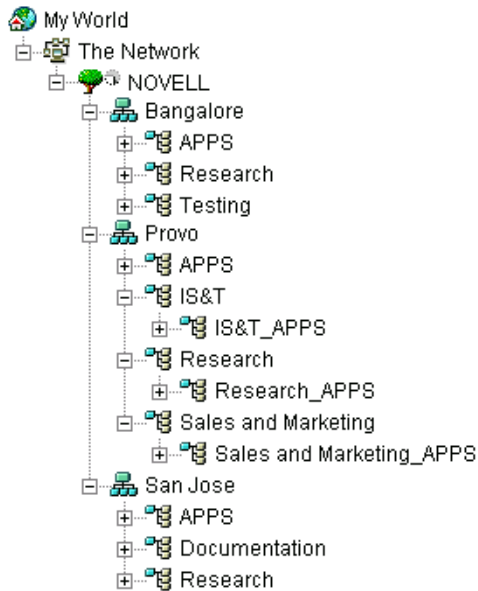 My World
The Network
NOVELL
Bangalore
APPS
Research
Testing
Provo
APPS
IS&T
IS&T_APPS
Research
Research_APPS
Sales and Marketing
Sales and Marketing_APPS
San Jose
APPS
Documentation
Research